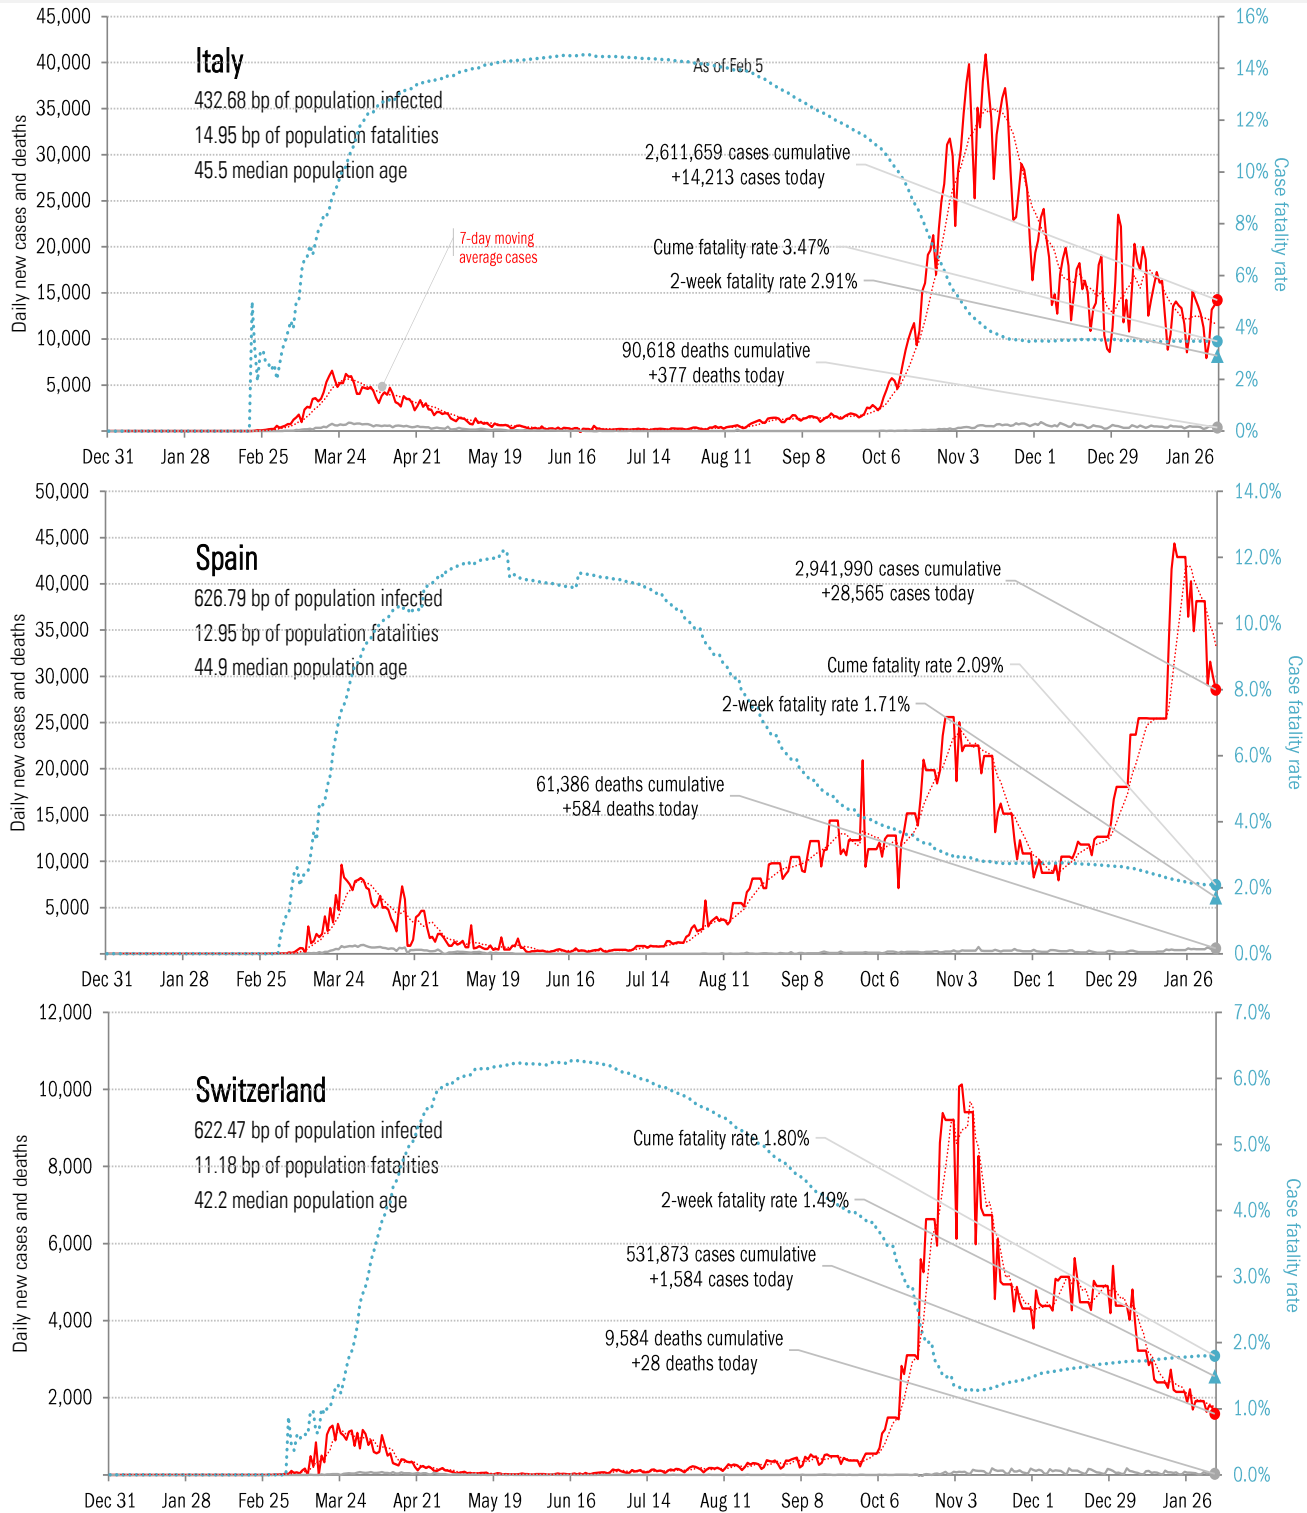 45,000
40,000
35,000
30,000
25,000
20,000
15,000
10,000
5,000
Daily new cases and deaths
Italy
432.68 bp of population infected
14.95 bp of population fatalities
45.5 median population age
As of Feb 5
7-day moving
average cases
2,611,659 cases cumulative
+14,213 cases today
Cume fatality rate 3.47%
2-week fatality rate 2.91%
90,618 deaths cumulative
+377 deaths today
16%
14%
12%
10%
8%
6%
4%
2%
0%
Case fatality rate
Dec 31 Jan 28 Feb 25 Mar 24 Apr 21 May 19 Jun 16 Jul 14 Aug 11 Sep 8 Oct 6 Nov 3 Dec 1 Dec 29 Jan 26
50,000
45,000
40,000
35,000
30,000
25,000
20,000
15,000
10,000
5,000
Daily new cases and deaths
Spain
626.79 bp of population infected
12.95 bp of population fatalities
44.9 median population age
2,941,990 cases cumulative
+28,565 cases today
Cume fatality rate 2.09%
2-week fatality rate 1.71%
61,386 deaths cumulative
+584 deaths today
14.0%
12.0%
10.0%
8.0%
6.0%
4.0%
2.0%
0.0%
Case fatality rate
Dec 31 Jan 28 Feb 25 Mar 24 Apr 21 May 19 Jun 16 Jul 14 Aug 11 Sep 8 Oct 6 Nov 3 Dec 1 Dec 29 Jan 26
12,000
10,000
8,000
6,000
4,000
2,000
Daily new cases and deaths
Switzerland
622.47 bp of population infected
11.18 bp of population fatalities
42.2 median population age
Cume fatality rate 1.80%
2-week fatality rate 1.49%
531,873 cases cumulative
+1,584 cases today
9,584 deaths cumulative
+28 deaths today
7.0%
6.0%
5.0%
4.0%
3.0%
2.0%
1.0%
0.0%
Case fatality rate
Dec 31 Jan 28 Feb 25 Mar 24 Apr 21 May 19 Jun 16 Jul 14 Aug 11 Sep 8 Oct 6 Nov 3 Dec 1 Dec 29 Jan 26